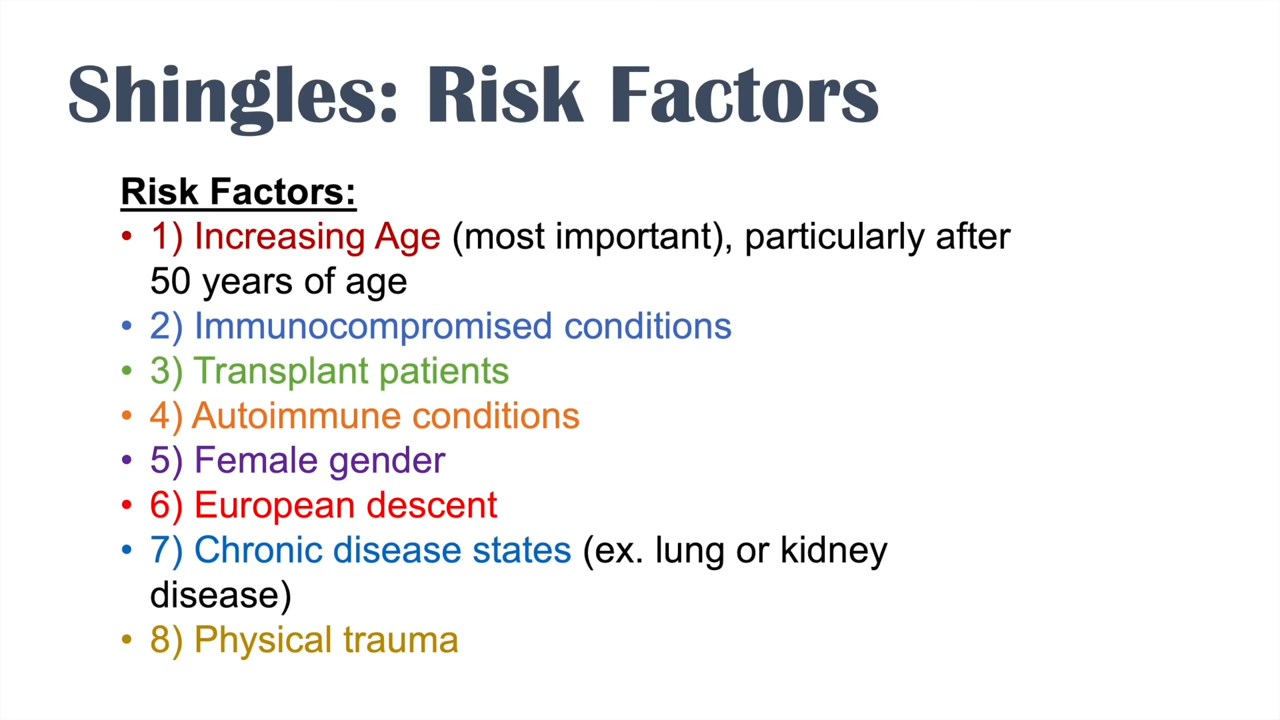 Shingles: Risk Factors
Risk Factors:
• 1) Increasing Age (most important), particularly after
50 years of age
• 2) Immunocompromised conditions
• 3) Transplant patients
• 4) Autoimmune conditions
• 5) Female gender
• 6) European descent
• 7) Chronic disease states (ex. lung or kidney
disease)
• 8) Physical trauma